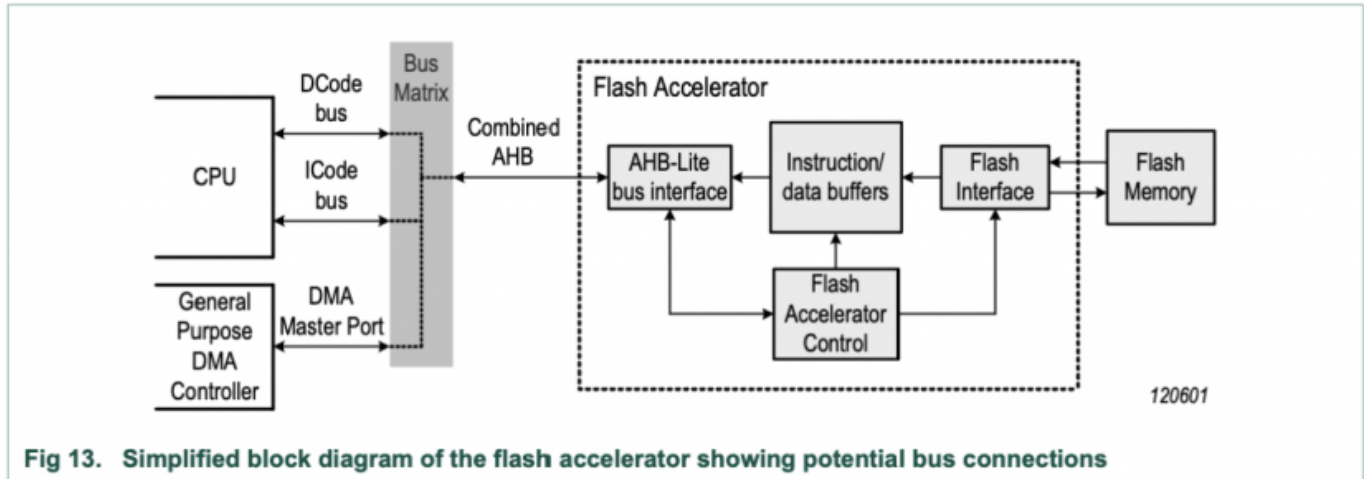 DCode
bus
Bus
Matrix
CPU
ICode
bus
Combined
AHB
General
Purpose
DMA
Controller
DMA
Master Port
Flash Accelerator
AHB-Lite
bus interface
Instruction/
data buffers
Flash
Interface
Flash
Memory
Flash
Accelerator
Control
120601
Fig 13. Simplified block diagram of the flash accelerator showing potential bus connections